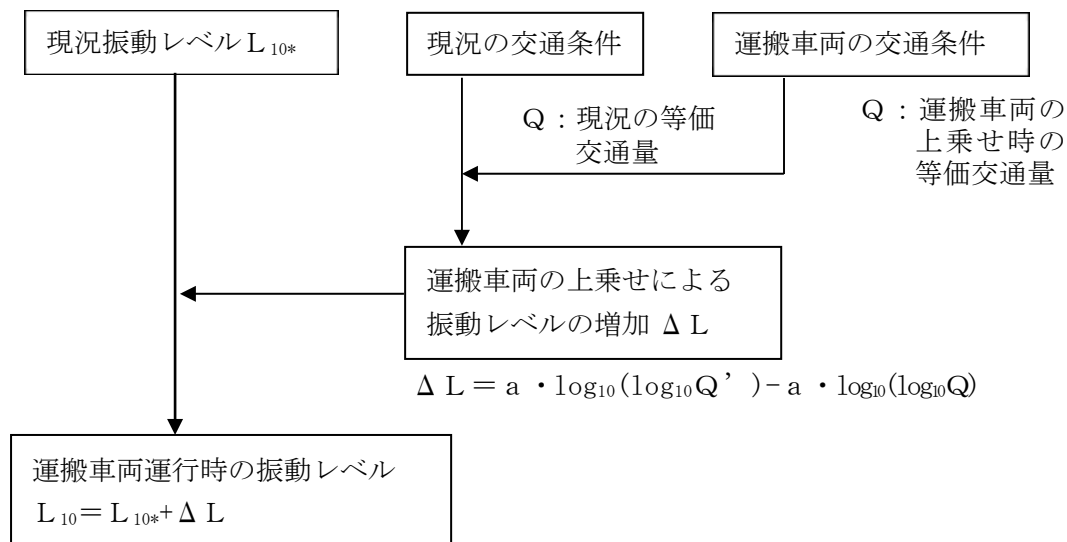 現況振動レベルL10*
現況の交通条件
運搬車両の交通条件
Q：現況の等価
交通量
Q：運搬車両の
上乗せ時の
等価交通量
運搬車両の上乗せによる
振動レベルの増加 ΔL
ΔL＝a・log10(log10Q’)-a・log10(log10Q)
運搬車両運行時の振動レベル
L10＝L10*+ΔL